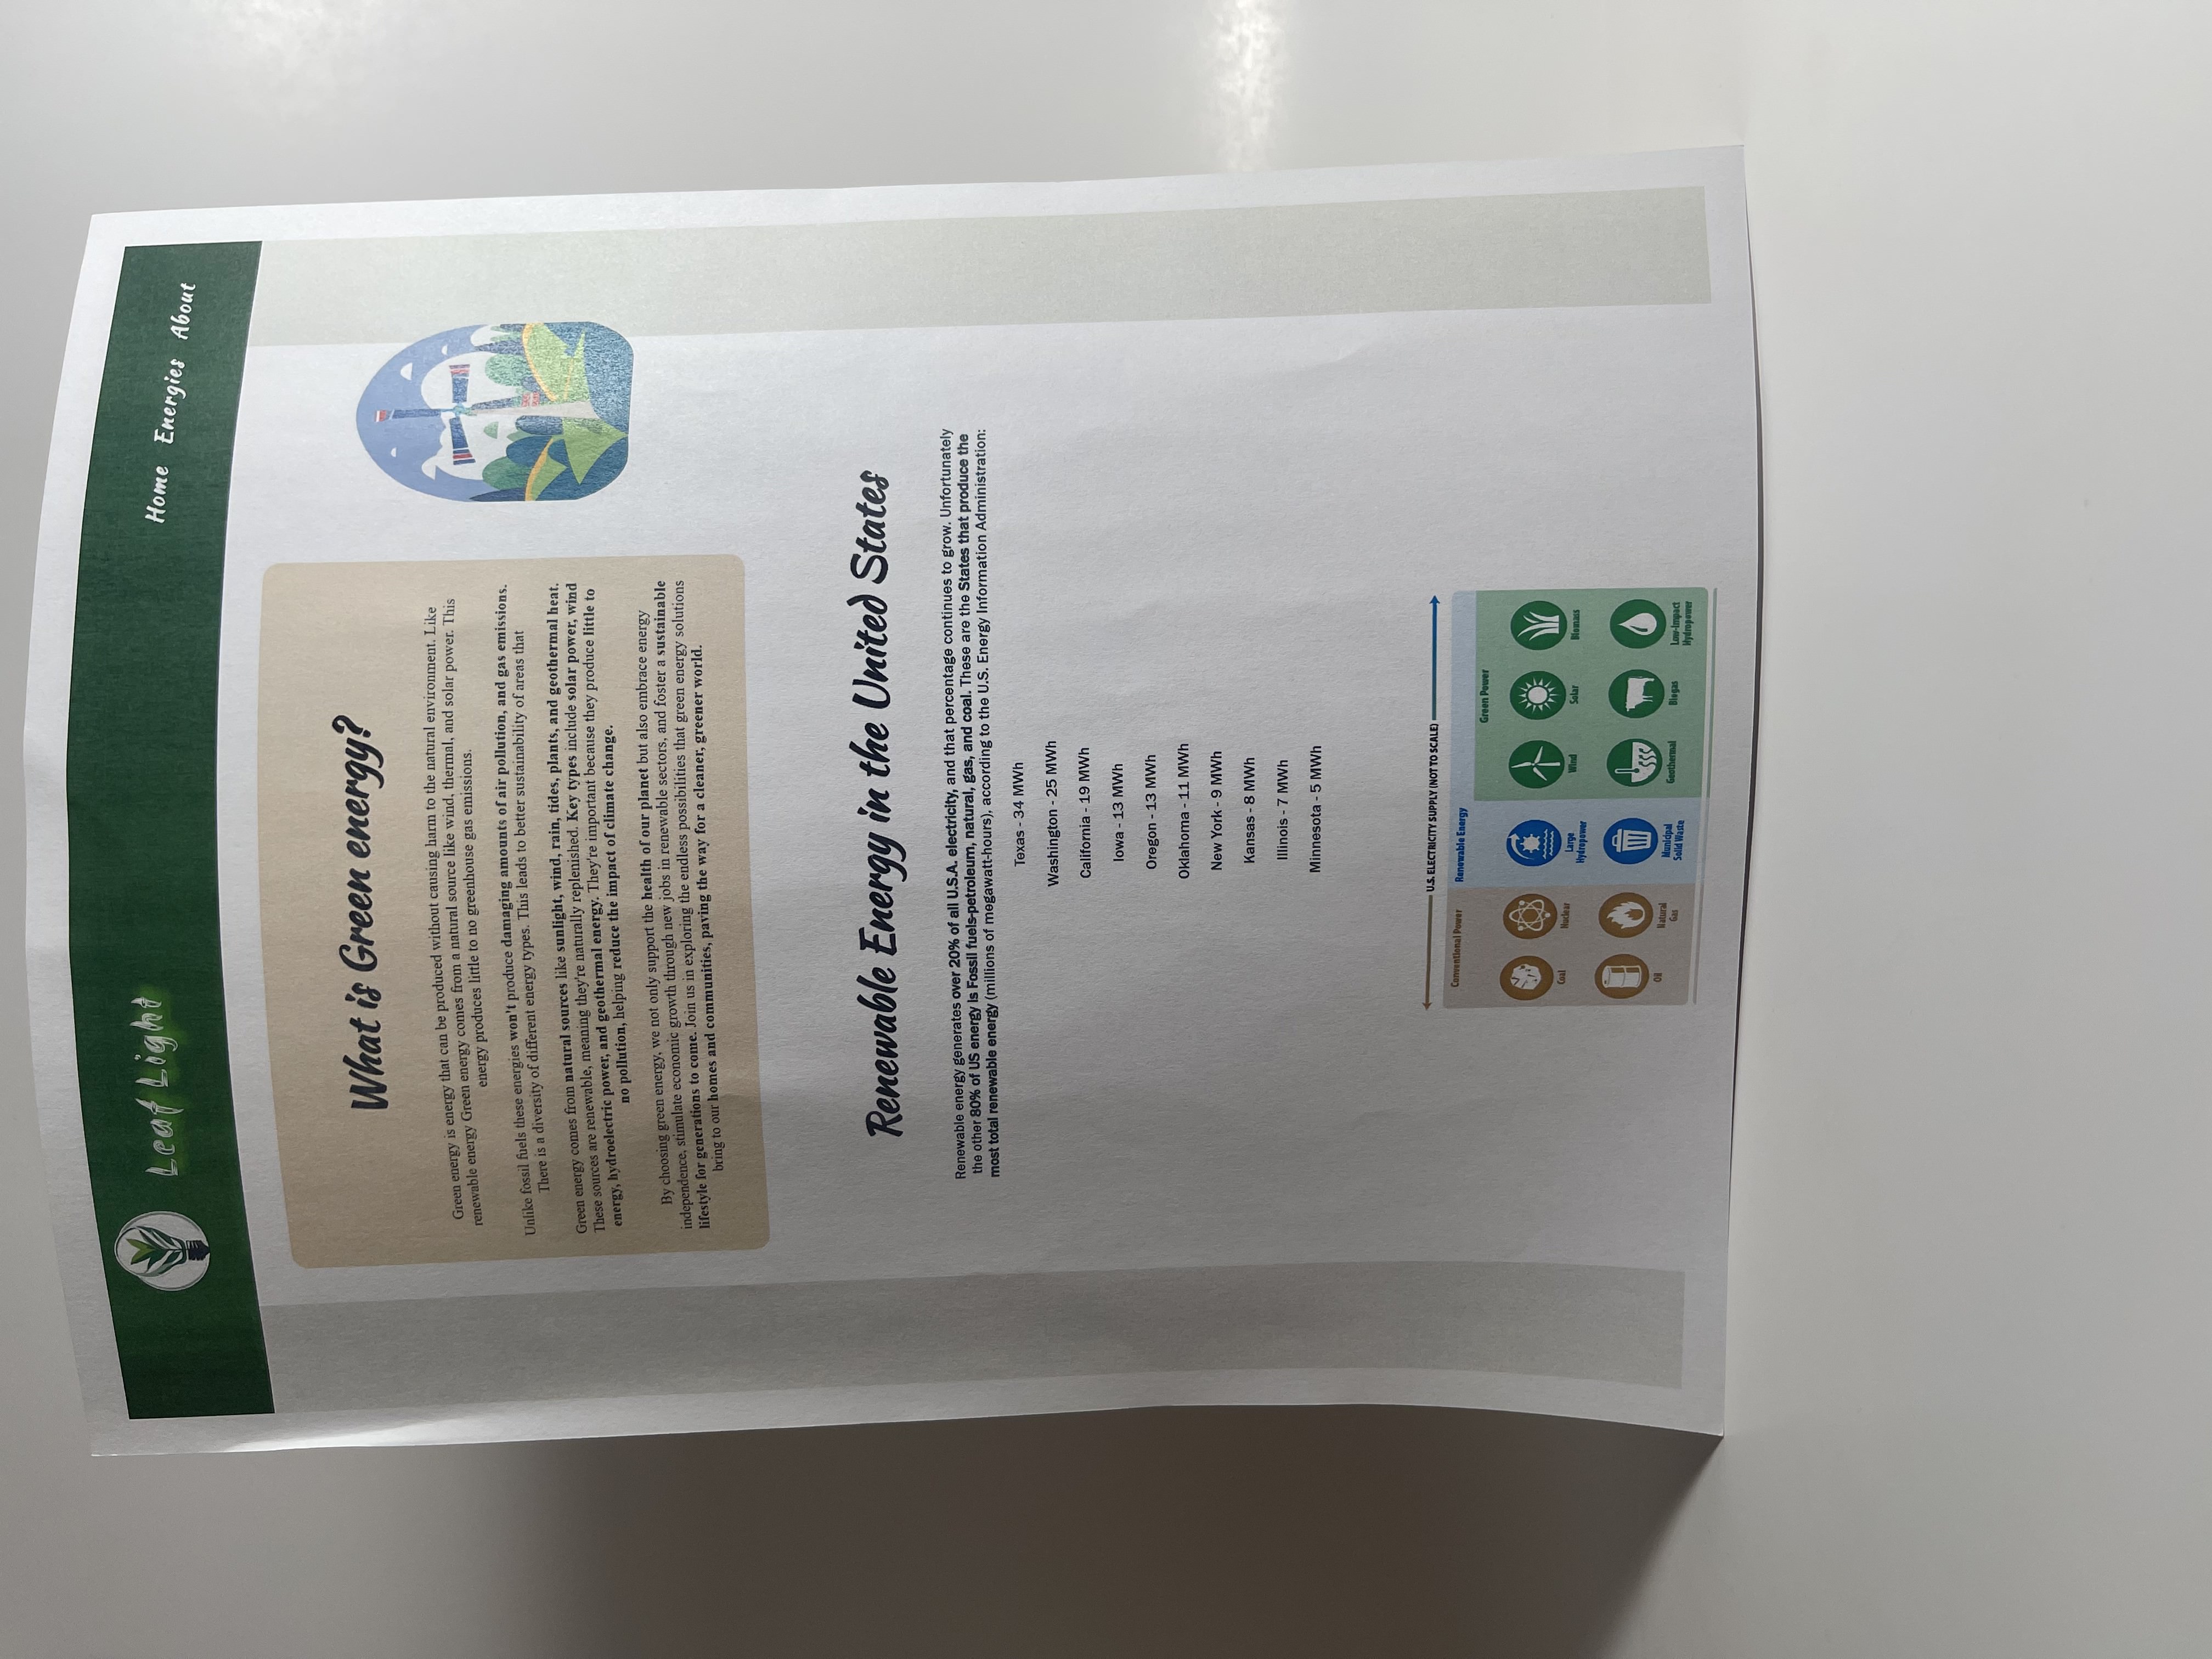 Leaf Light
Home Energies About
What is Green energy?
Green energy is energy that can be produced without causing harm to the natural environment. Like
renewable energy Green energy comes from a natural source like wind, thermal, and solar power. This
energy produces little to no greenhouse gas emissions.
Unlike fossil fuels these energies won't produce damaging amounts of air pollution, and gas emissions.
There is a diversity of different energy types. This leads to better sustainability of areas that
Green energy comes from natural sources like sunlight, wind, rain, tides, plants, and geothermal heat.
These sources are renewable, meaning they're naturally replenished. Key types include solar power, wind
energy, hydroelectric power, and geothermal energy. They're important because they produce little to
no pollution, helping reduce the impact of climate change.
By choosing green energy, we not only support the health of our planet but also embrace energy
independence, stimulate economic growth through new jobs in renewable sectors, and foster a sustainable
lifestyle for generations to come. Join us in exploring the endless possibilities that green energy solutions
bring to our homes and communities, paving the way for a cleaner, greener world.
Renewable Energy in the United States
Renewable energy generates over 20% of all U.S.A. electricity, and that percentage continues to grow. Unfortunately
the other 80% of US energy is Fossil fuels-petroleum, natural, gas, and coal. These are the States that produce the
most total renewable energy (millions of megawatt-hours), according to the U.S. Energy Information Administration:
Texas - 34 MWh
Washington - 25 MWh
California - 19 MWh
Iowa - 13 MWh
Oregon - 13 MWh
Oklahoma - 11 MWh
New York - 9 MWh
Kansas - 8 MWh
Illinois - 7 MWh
Minnesota - 5 MWh
U.S. ELECTRICITY SUPPLY (NOT TO SCALE)
Conventional Power Renewable Energy
Green Power
Coal Nuclear Large Hydropower Wind Solar Biomass
Oil Natural Gas Municipal Solid Waste Geothermal Biogas Low-Impact Hydropower